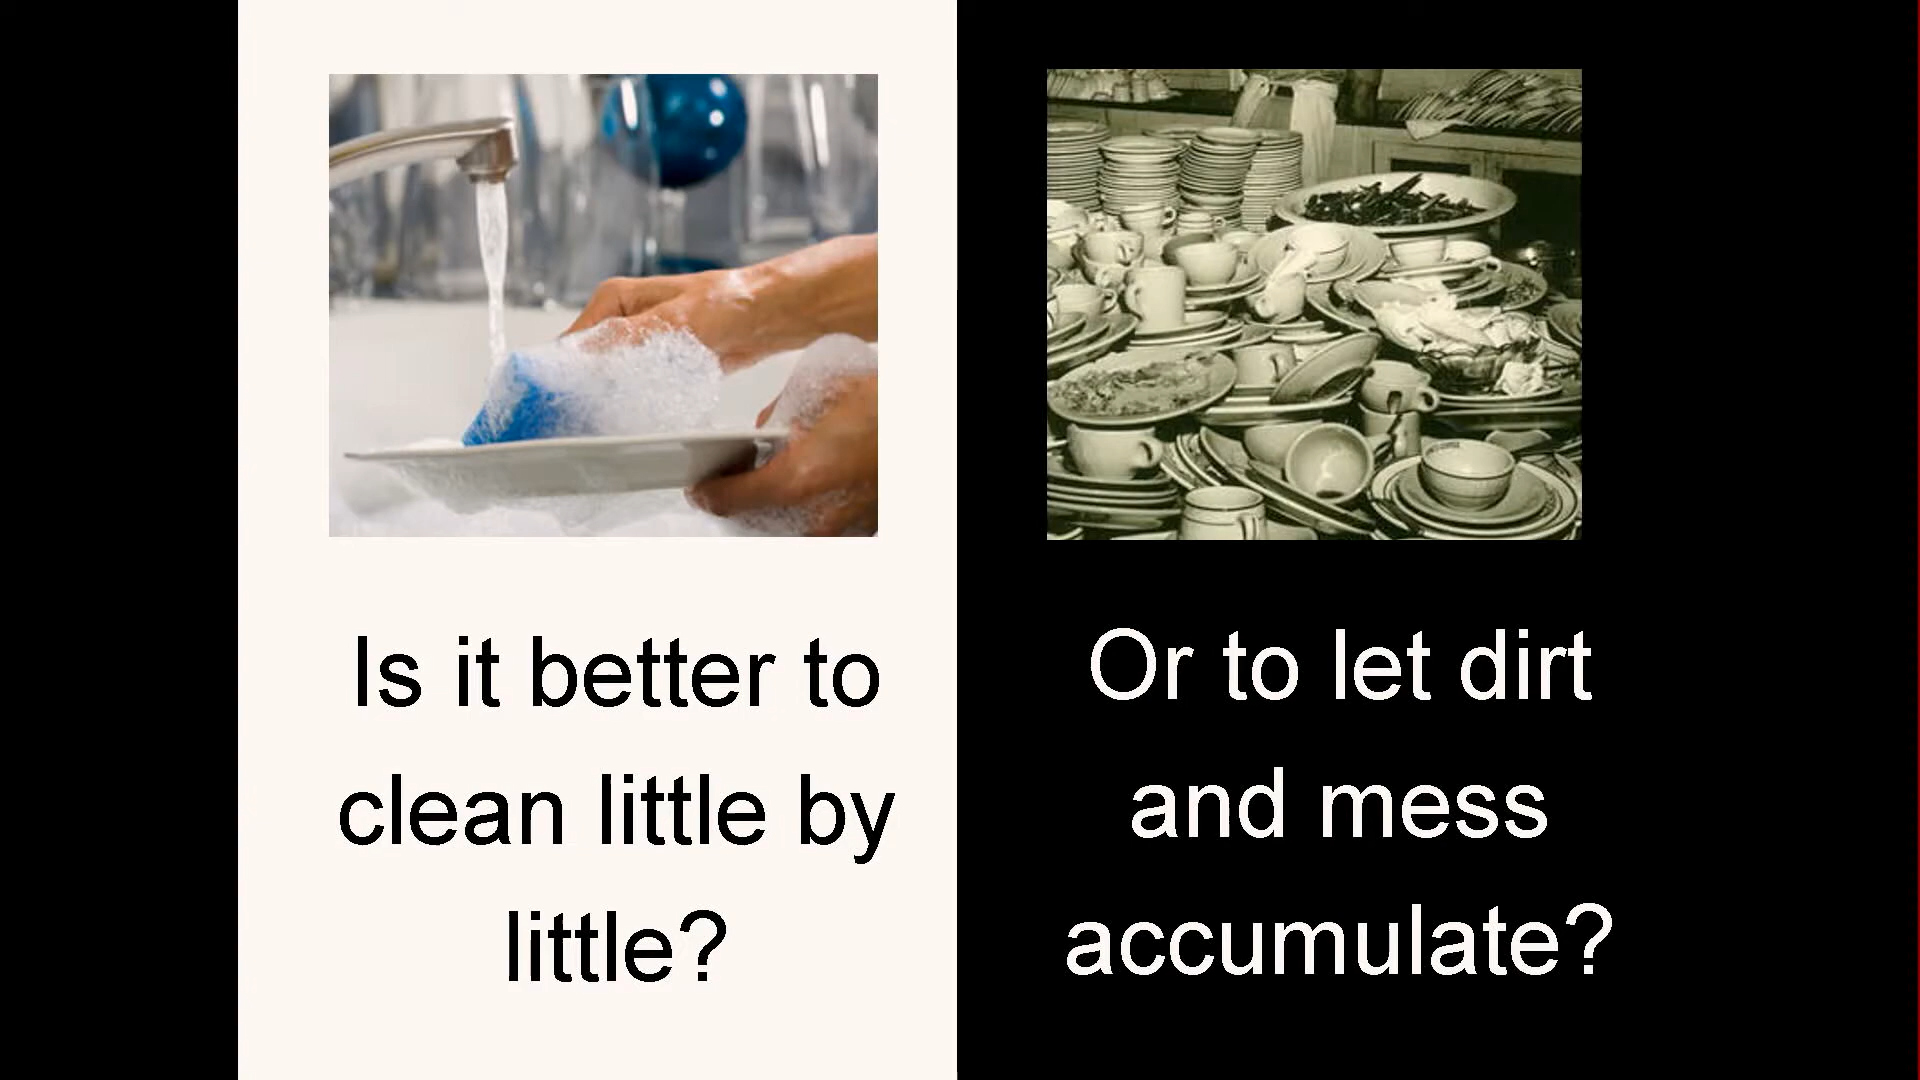 Is it better to
clean little by
little?
Or to let dirt
and mess
accumulate?